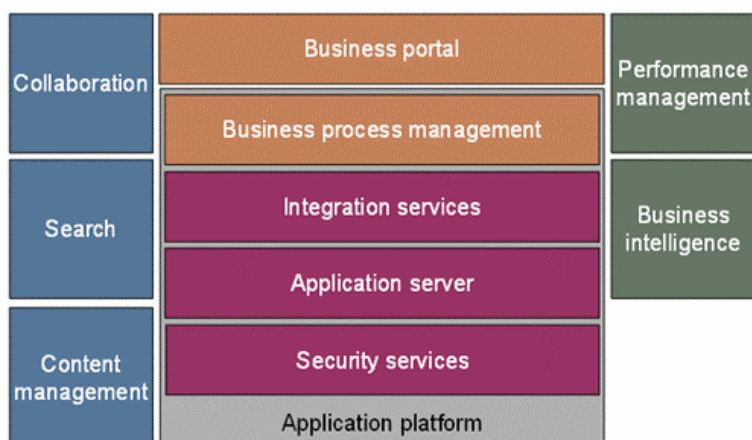 Collaboration
Search
Content
management
Business portal
Business process management
Integration services
Application server
Security services
Application platform
Performance
management
Business
intelligence